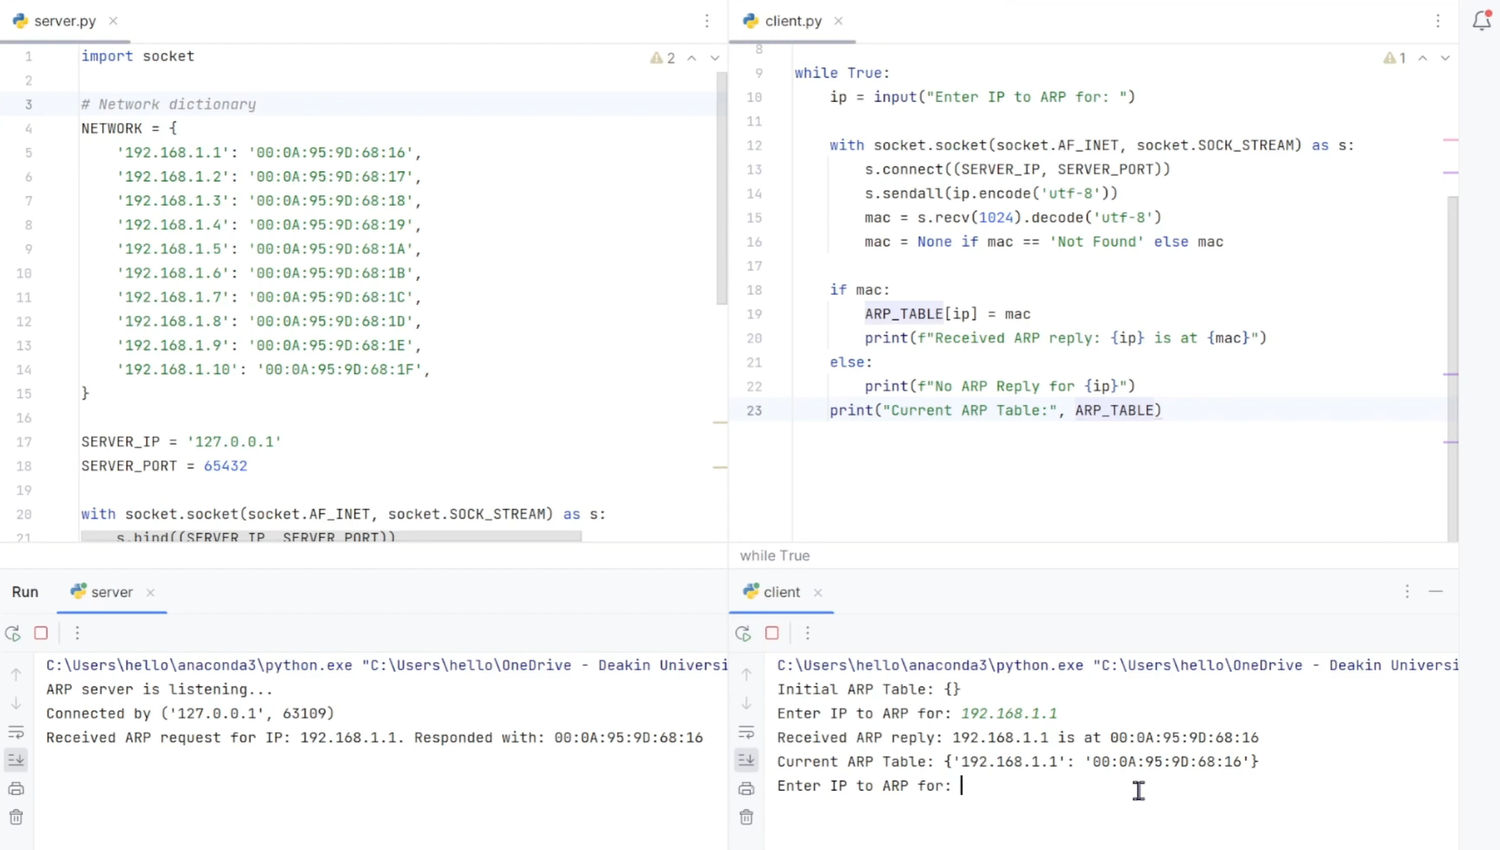 server.py
1 import socket
2
3 # Network dictionary
4 NETWORK = {
5 '192.168.1.1': '00:0A:95:9D:68:16',
6 '192.168.1.2': '00:0A:95:9D:68:17',
7 '192.168.1.3': '00:0A:95:9D:68:18',
8 '192.168.1.4': '00:0A:95:9D:68:19',
9 '192.168.1.5': '00:0A:95:9D:68:1A',
10 '192.168.1.6': '00:0A:95:9D:68:1B',
11 '192.168.1.7': '00:0A:95:9D:68:1C',
12 '192.168.1.8': '00:0A:95:9D:68:1D',
13 '192.168.1.9': '00:0A:95:9D:68:1E',
14 '192.168.1.10': '00:0A:95:9D:68:1F',
15 }
16
17 SERVER_IP = '127.0.0.1'
18 SERVER_PORT = 65432
19
20 with socket.socket(socket.AF_INET, socket.SOCK_STREAM) as s:
21 s.bind((SERVER_IP, SERVER_PORT))
2
client.py
8
9 while True:
10 ip = input("Enter IP to ARP for: ")
11
12 with socket.socket(socket.AF_INET, socket.SOCK_STREAM) as s:
13 s.connect((SERVER_IP, SERVER_PORT))
14 s.sendall(ip.encode('utf-8'))
15 mac = s.recv(1024).decode('utf-8')
16 mac = None if mac == 'Not Found' else mac
17
18 if mac:
19 ARP_TABLE[ip] = mac
20 print(f"Received ARP reply: {ip} is at {mac}")
21 else:
22 print(f"No ARP Reply for {ip}")
23 print("Current ARP Table:", ARP_TABLE)
1
while True
Run server
C:\Users\hello\anaconda3\python.exe "C:\Users\hello\OneDrive - Deakin Universi
ARP server is listening...
Connected by ('127.0.0.1', 63109)
Received ARP request for IP: 192.168.1.1. Responded with: 00:0A:95:9D:68:16
client
C:\Users\hello\anaconda3\python.exe "C:\Users\hello\OneDrive - Deakin Universi
Initial ARP Table: {}
Enter IP to ARP for: 192.168.1.1
Received ARP reply: 192.168.1.1 is at 00:0A:95:9D:68:16
Current ARP Table: {'192.168.1.1': '00:0A:95:9D:68:16'}
Enter IP to ARP for: